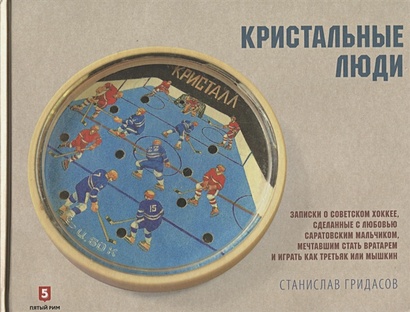 КРИСТАЛЬНЫЕ
ЛЮДИ
КРИСТАЛЛ
15
ЗАПИСКИ О СОВЕТСКОМ ХОККЕЕ,
СДЕЛАННЫЕ С ЛЮБОВЬЮ
САРАТОВСКИМ МАЛЬЧИКОМ,
МЕЧТАВШИМ СТАТЬ ВРАТАРЕМ
И ИГРАТЬ КАК ТРЕТЬЯК ИЛИ МЫШКИН
СТАНИСЛАВ ГРИДАСОВ
5
ПЯТЫЙ РИМ